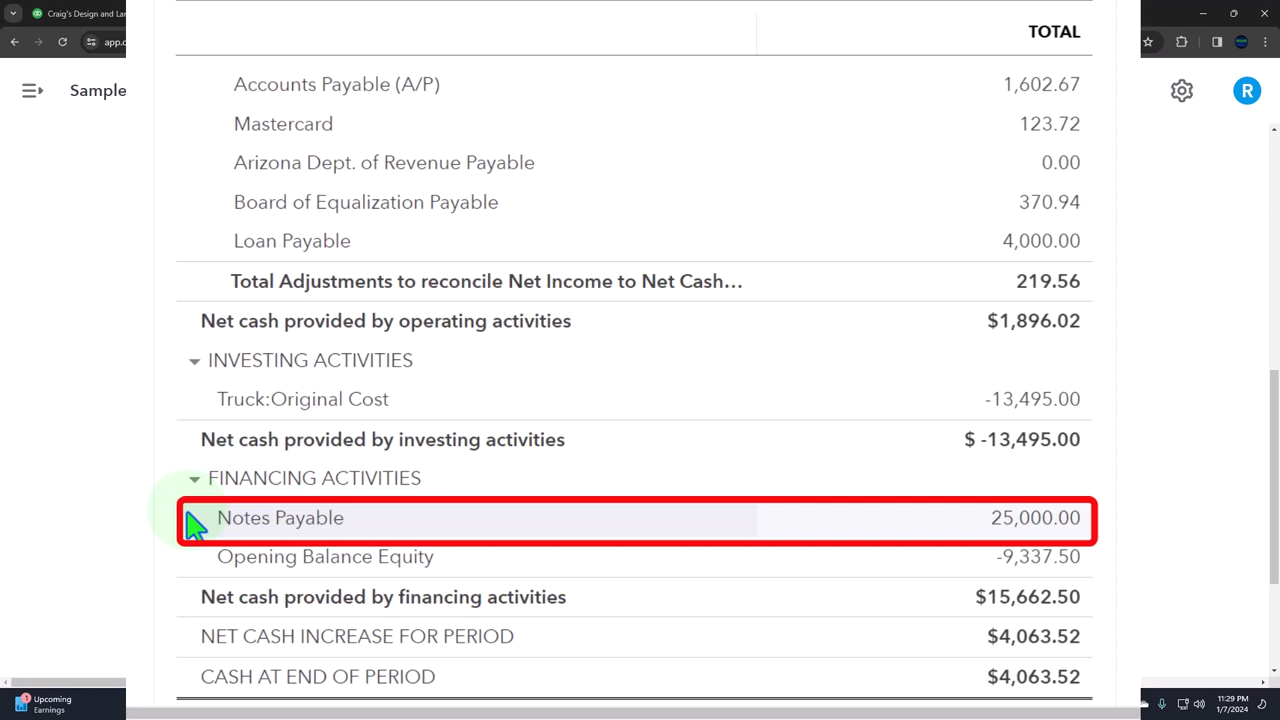 Craig's Design and Landscaping
app.
Sample
R
TOTAL
Accounts Payable (A/P) 1,602.67
Mastercard 123.72
Arizona Dept. of Revenue Payable 0.00
Board of Equalization Payable 370.94
Loan Payable 4,000.00
Total Adjustments to reconcile Net Income to Net Cash… 219.56
Net cash provided by operating activities $1,896.02
INVESTING ACTIVITIES
Truck:Original Cost -13,495.00
Net cash provided by investing activities $ -13,495.00
FINANCING ACTIVITIES
Notes Payable 25,000.00
Opening Balance Equity -9,337.50
Net cash provided by financing activities $15,662.50
NET CASH INCREASE FOR PERIOD $4,063.52
CASH AT END OF PERIOD $4,063.52
1
Upcoming
Earnings
11:29 PM
1/7/2024